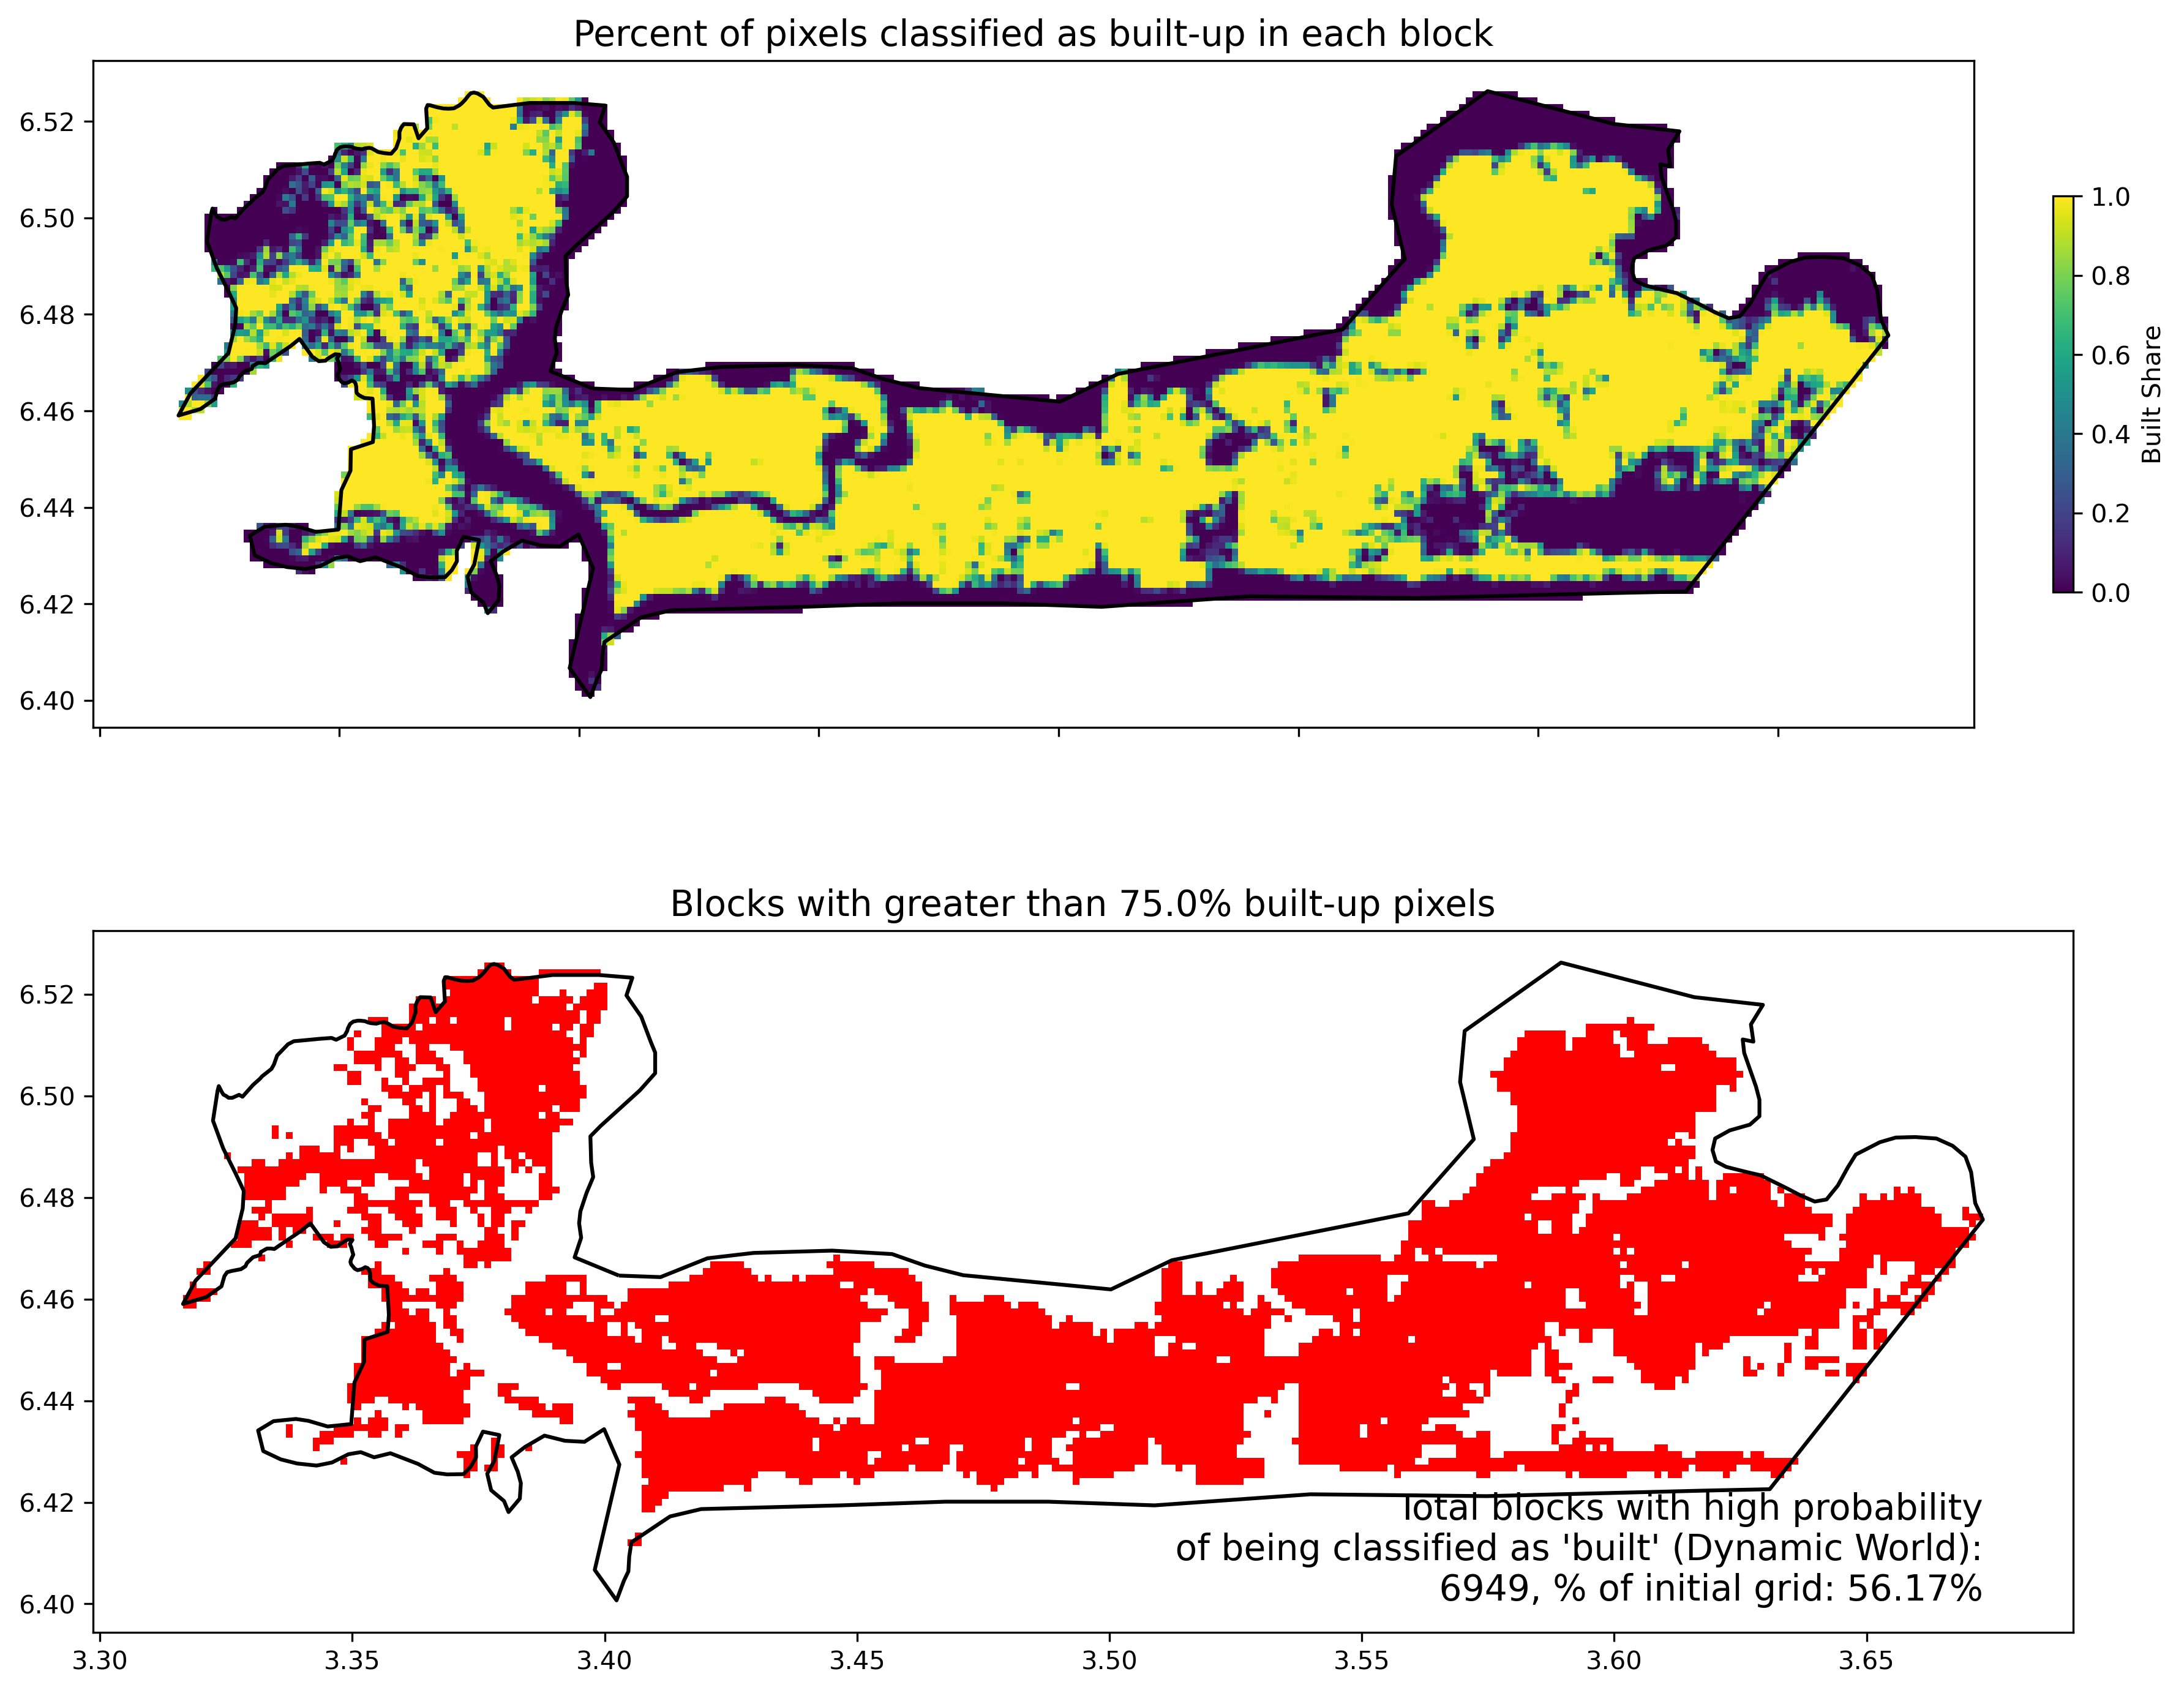 Percent of pixels classified as built-up in each block
6.52
6.50
6.48
6.46
6.44
6.42
6.40
1.0
0.8
0.6
0.4
0.2
0.0
Built Share
Blocks with greater than 75.0% built-up pixels
6.52
6.50
6.48
6.46
6.44
6.42
6.40
Total blocks with high probability
of being classified as 'built' (Dynamic World):
6949, % of initial grid: 56.17%
3.30 3.35 3.40 3.45 3.50 3.55 3.60 3.65